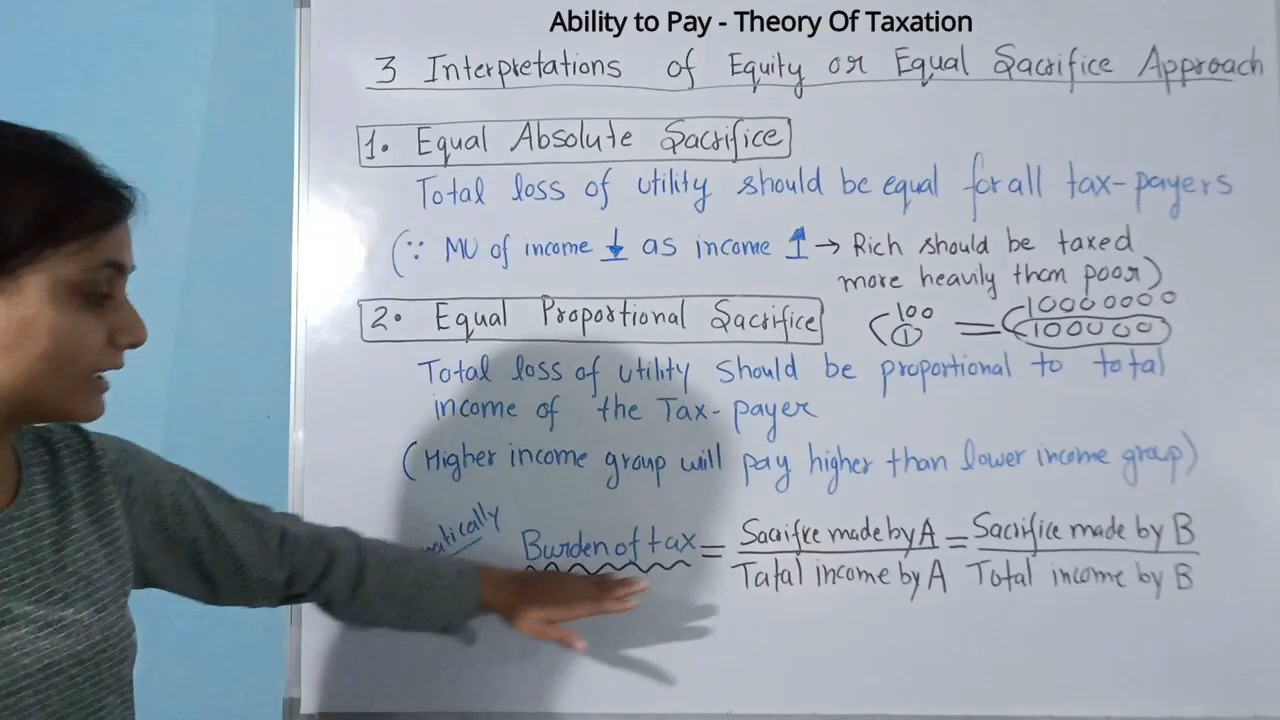 Ability to Pay - Theory Of Taxation
3 Interpretations of Equity or Equal Sacrifice Approach
1. Equal Absolute Sacrifice
Total loss of utility should be equal for all tax-payers
(∵ MU of income ↓ as income ↑ → Rich should be taxed
more heavily than poor)
2. Equal Proportional Sacrifice
100 = 10000000
1 100000
Total loss of utility should be proportional to total
income of the Tax-payer
(Higher income group will pay higher than lower income group)
Burden of tax = Sacrifice made by A = Sacrifice made by B
Total income by A Total income by B